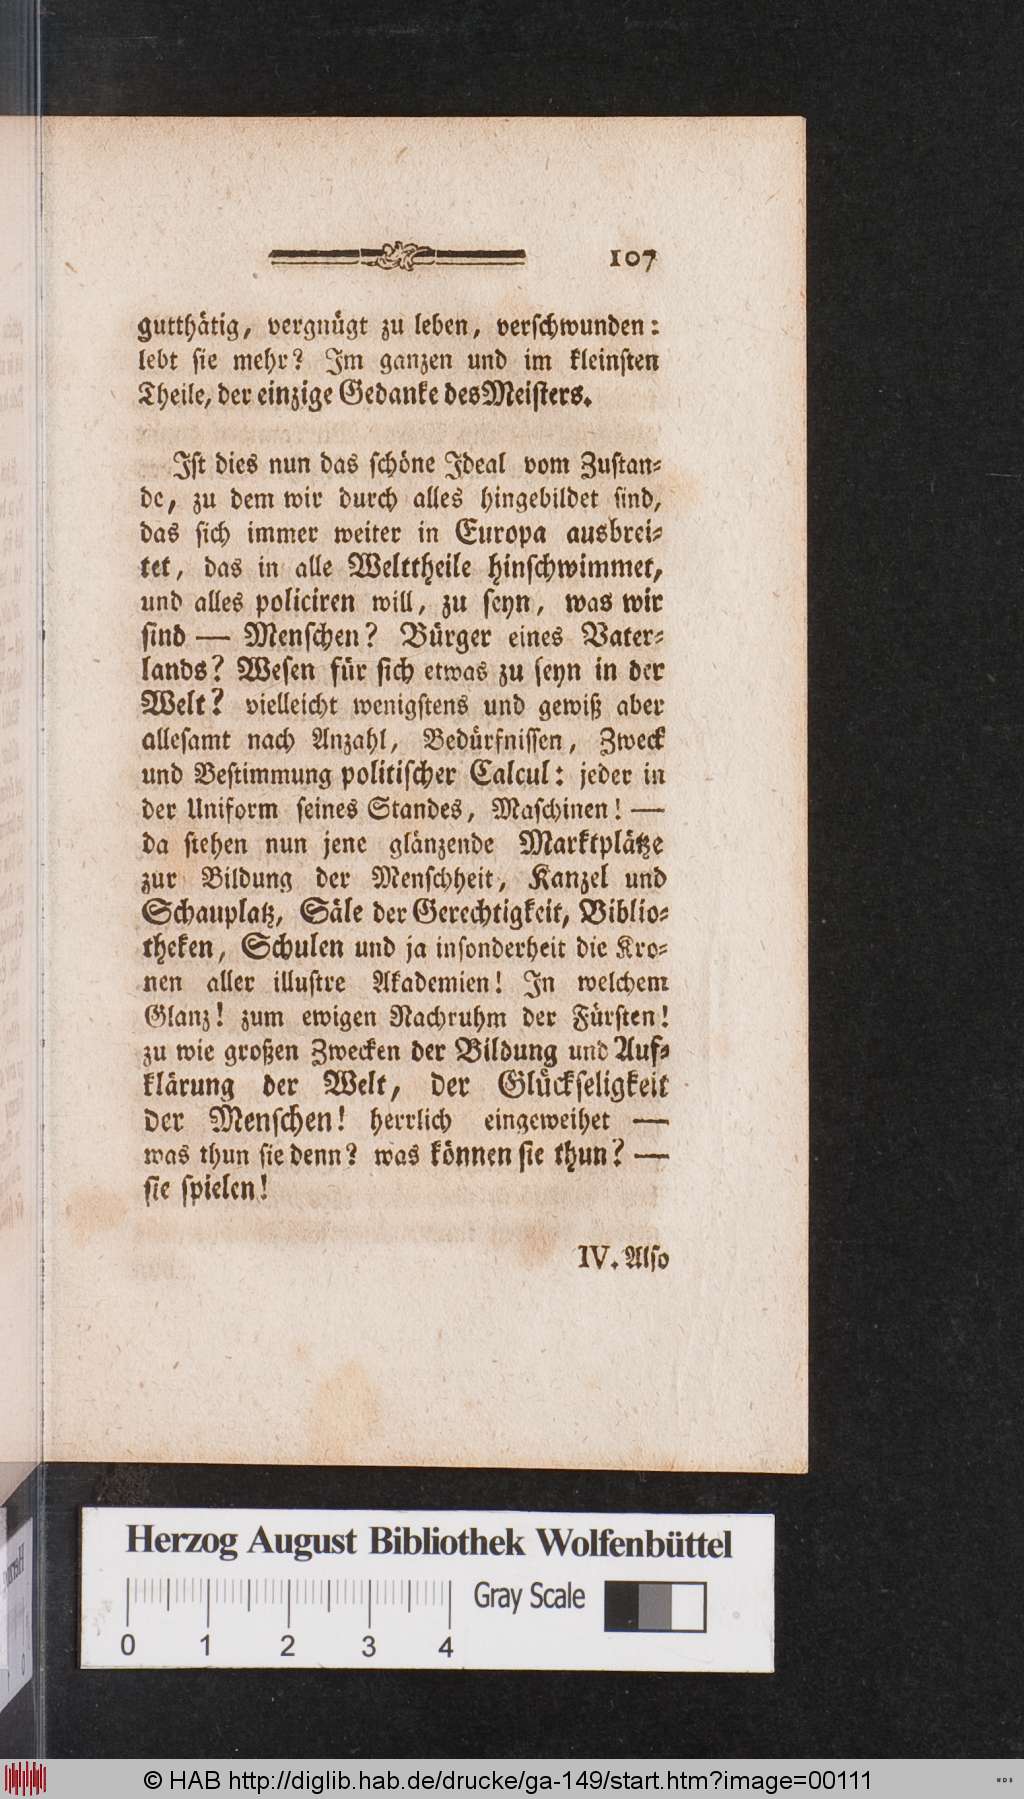 107
gutthätig, vergnügt zu leben, verschwunden:
lebt sie mehr? Im ganzen und im kleinsten
Theile, der einzige Gedanke des Meisters.
Ist dies nun das schöne Ideal vom Zustan-
de, zu dem wir durch alles hingebildet sind,
das sich immer weiter in Europa ausbrei-
tet, das in alle Welttheile hinschwimmet,
und alles policiren will, zu seyn, was wir
sind — Menschen? Bürger eines Vater-
lands? Wesen für sich etwas zu seyn in der
Welt? vielleicht wenigstens und gewiß aber
allesamt nach Anzahl, Bedürfnissen, Zweck
und Bestimmung politischer Calcul: jeder in
der Uniform seines Standes, Maschinen! —
da stehen nun jene glänzende Marktplätze
zur Bildung der Menschheit, Kanzel und
Schauplatz, Säle der Gerechtigkeit, Biblio-
theken, Schulen und ja insonderheit die Kro-
nen aller illustre Akademien! In welchem
Glanz! zum ewigen Nachruhm der Fürsten!
zu wie großen Zwecken der Bildung und Auf-
klärung der Welt, der Glückseligkeit
der Menschen! herrlich eingeweihet —
was thun sie denn? was können sie thun? —
sie spielen!
IV. Also
Herzog August Bibliothek Wolfenbüttel
Gray Scale
0 1 2 3 4
© HAB http://diglib.hab.de/drucke/ga-149/start.htm?image=00111